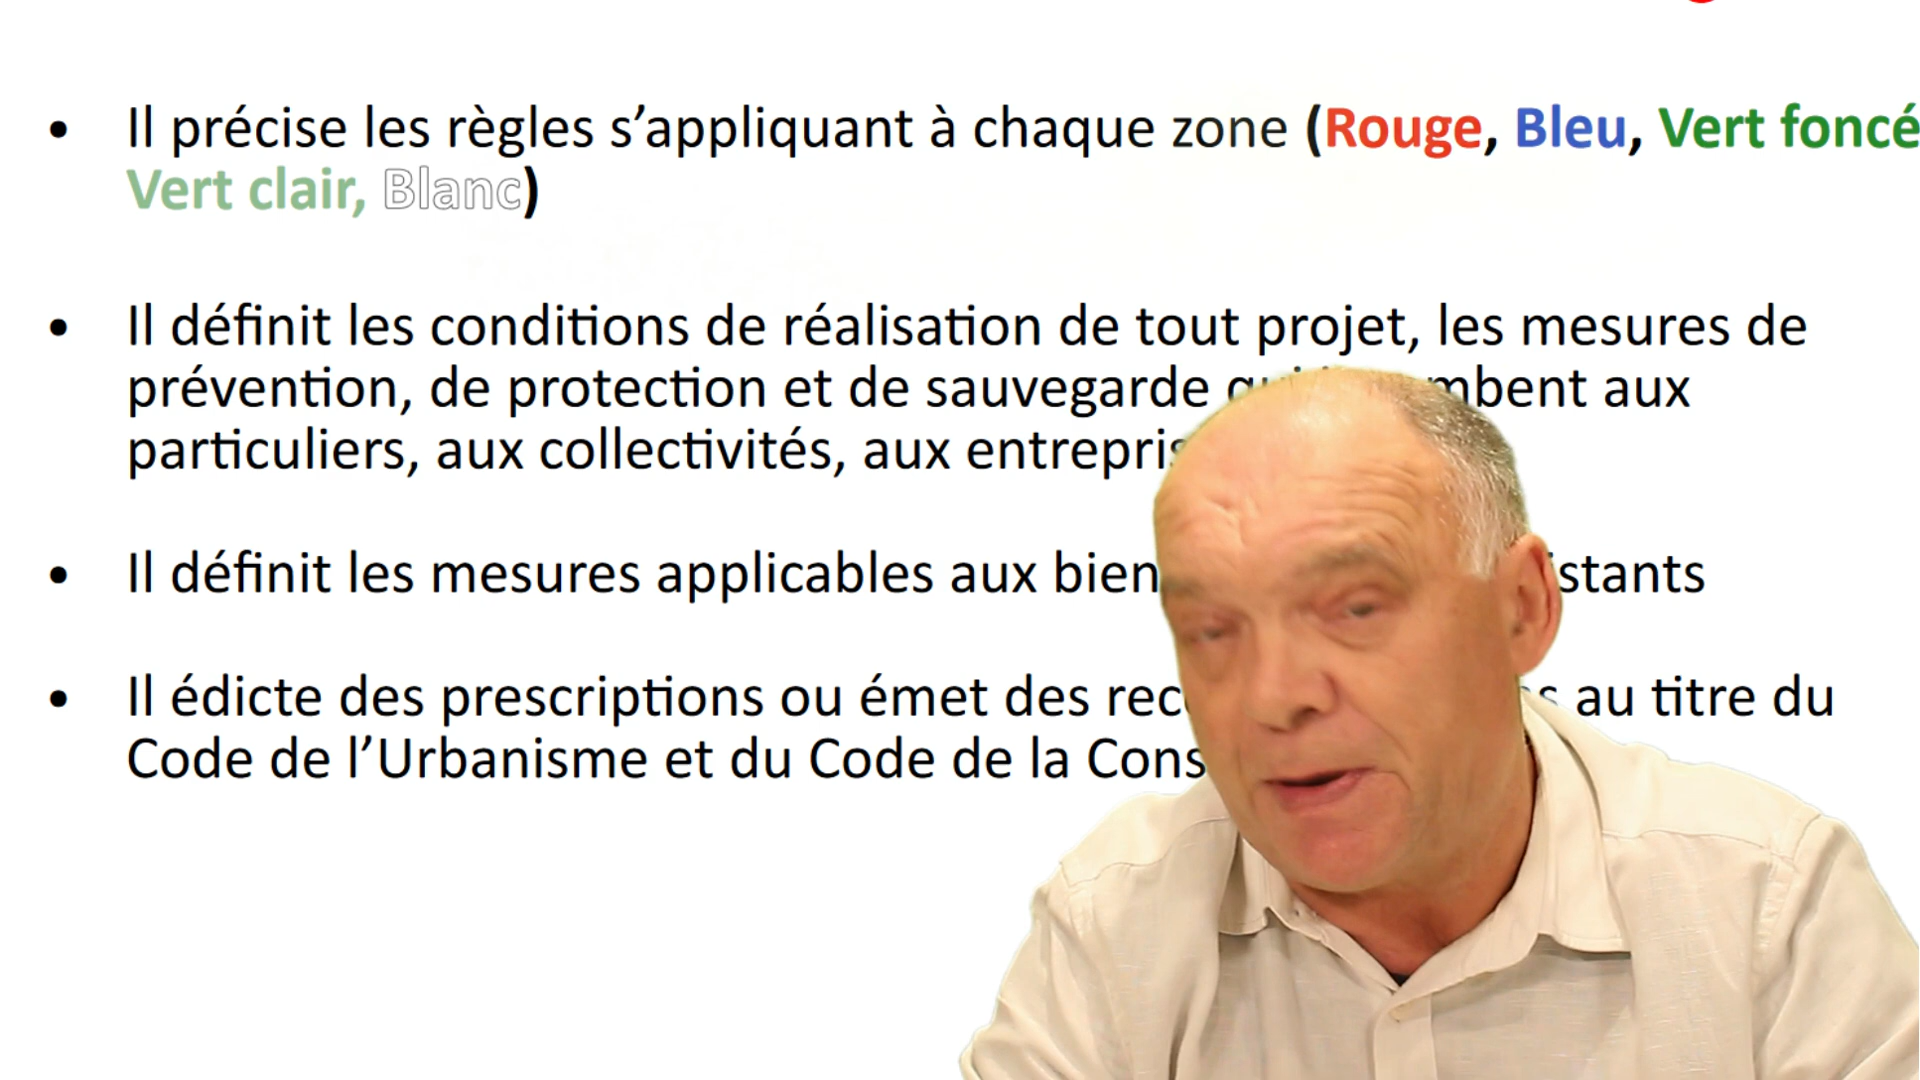 • Il précise les règles s’appliquant à chaque zone (Rouge, Bleu, Vert foncé
Vert clair, Blanc)
• Il définit les conditions de réalisation de tout projet, les mesures de
prévention, de protection et de sauvegarde aux
particuliers, aux collectivités, aux
• Il définit les mesures applicables aux
• Il édicte des prescriptions ou émet des au titre du
Code de l’Urbanisme et du Code de la